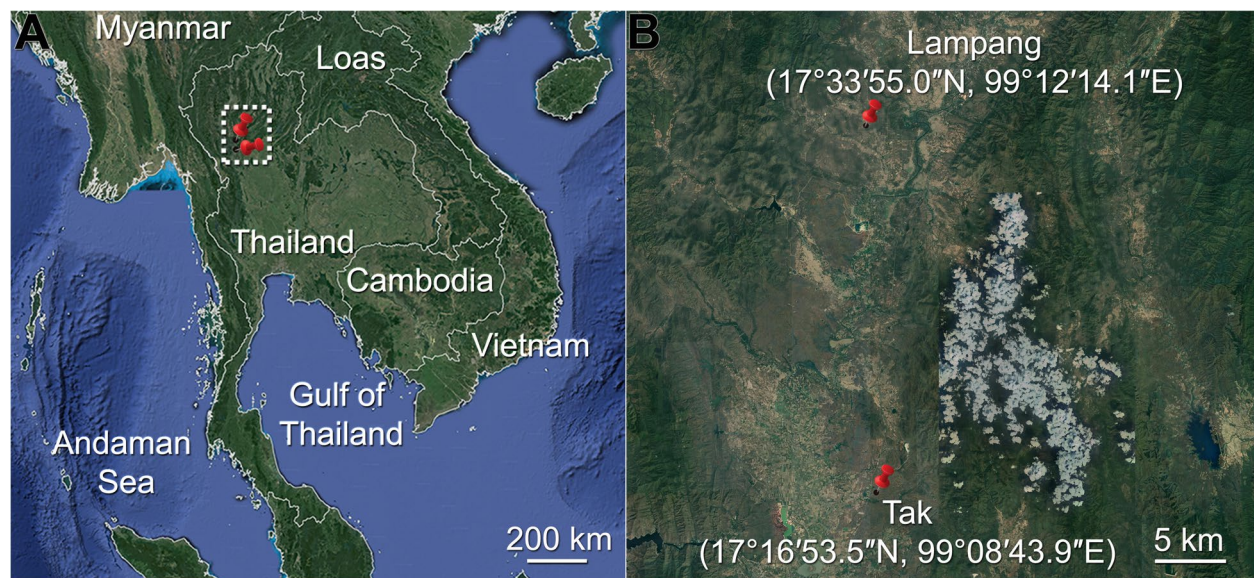 A
Myanmar
Loas
Thailand
Cambodia
Vietnam
Gulf of
Thailand
Andaman
Sea
200 km
B
Lampang
(17°33′55.0″N, 99°12′14.1″E)
Tak
(17°16′53.5″N, 99°08′43.9″E)
5 km